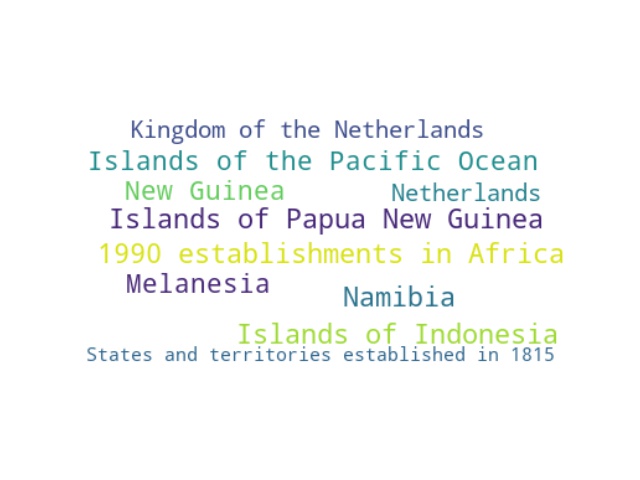 Kingdom of the Netherlands
Islands of the Pacific Ocean
New Guinea Netherlands
Islands of Papua New Guinea
1990 establishments in Africa
Melanesia
Namibia
Islands of Indonesia
States and territories established in 1815